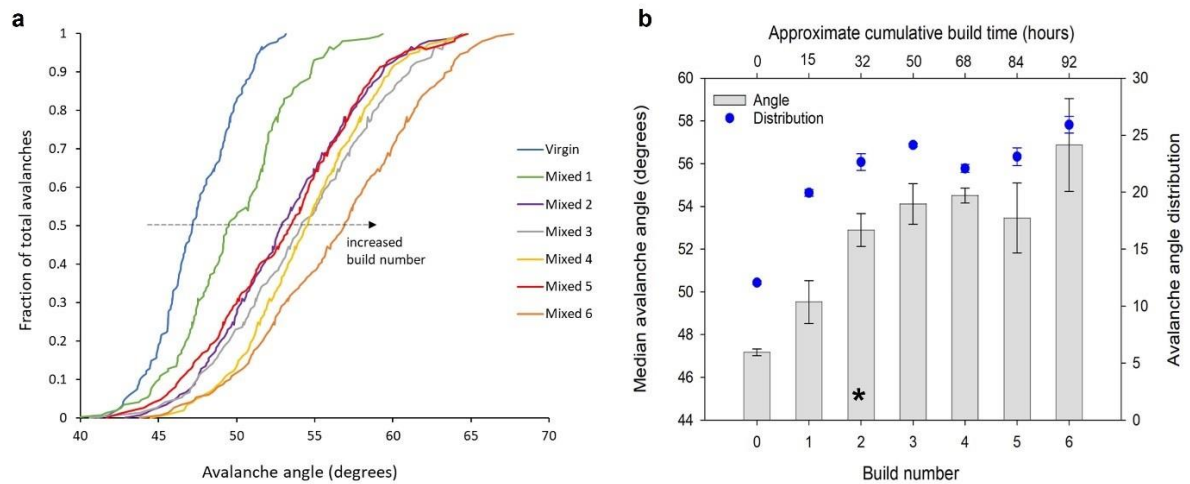 a
Fraction of total avalanches
1
0.9
0.8
0.7
0.6
0.5
0.4
0.3
0.2
0.1
0
40
45
50
55
60
65
70
Avalanche angle (degrees)
increased
build number
Virgin
Mixed 1
Mixed 2
Mixed 3
Mixed 4
Mixed 5
Mixed 6
b
Approximate cumulative build time (hours)
0
15
32
50
68
84
92
Median avalanche angle (degrees)
60
58
56
54
52
50
48
46
44
Angle
Distribution
*
30
25
20
15
10
5
0
Avalanche angle distribution
0
1
2
3
4
5
6
Build number